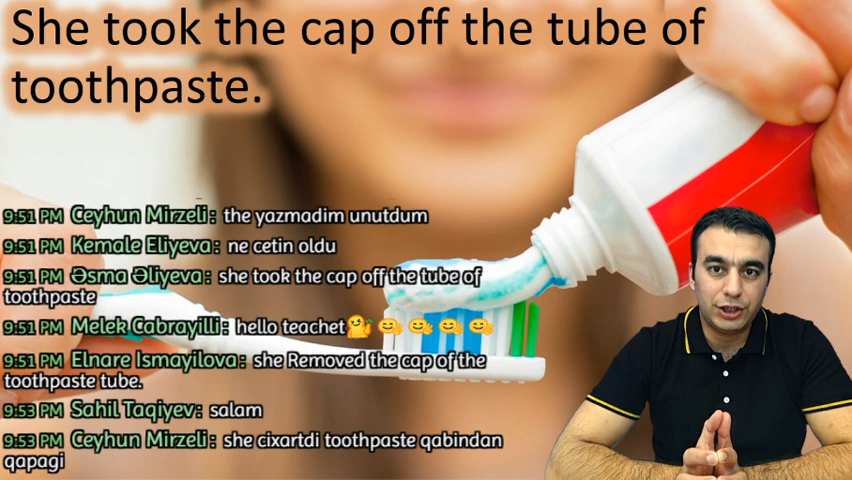 She took the cap off the tube of
toothpaste.
9:51 PM Ceyhun Mirzeli: the yazmadim unutdum
9:51 PM Kemale Eliyeva: ne cetin oldu
9:51 PM Əsma Əliyeva: she took the cap off the tube of
toothpaste
9:51 PM Melek Cabrayilli: hello teachet👋🤗🤗🤗🤗
9:51 PM Elnare Ismayilova: she Removed the cap of the
toothpaste tube.
9:53 PM Sahil Taqiyev: salam
9:53 PM Ceyhun Mirzeli: she cixartdi toothpaste qabindan
qapagi